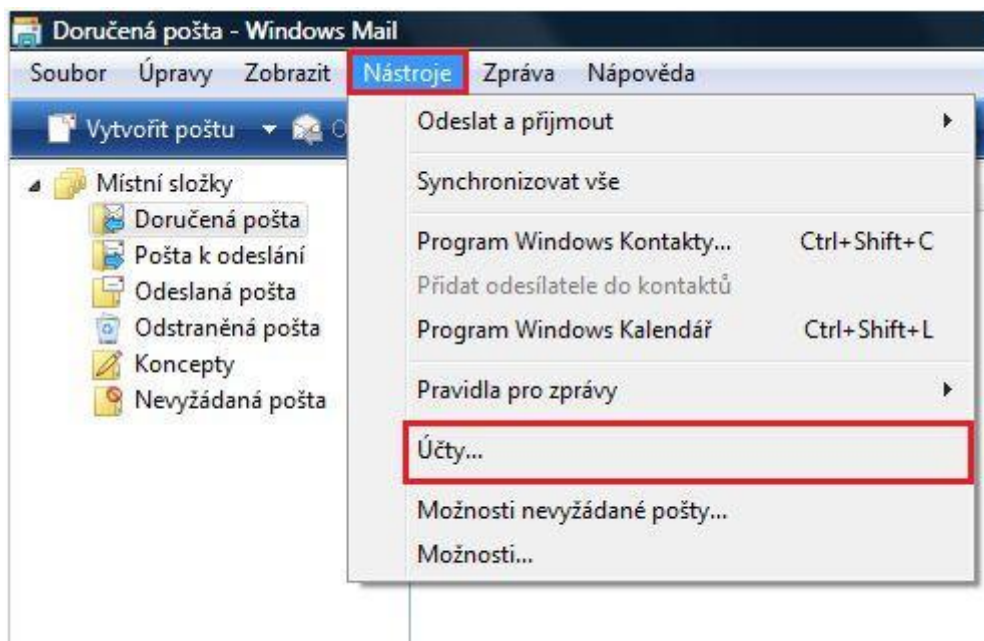 Doručená pošta - Windows Mail
Soubor Úpravy Zobrazit Nástroje Zpráva Nápověda
Vytvořit poštu
Místní složky
Doručená pošta
Pošta k odeslání
Odeslaná pošta
Odstraněná pošta
Koncepty
Nevyžádaná pošta
Odeslat a přijmout
Synchronizovat vše
Program Windows Kontakty... Ctrl+Shift+C
Přidat odesílatele do kontaktů
Program Windows Kalendář Ctrl+Shift+L
Pravidla pro zprávy
Účty...
Možnosti nevyžádané pošty...
Možnosti...